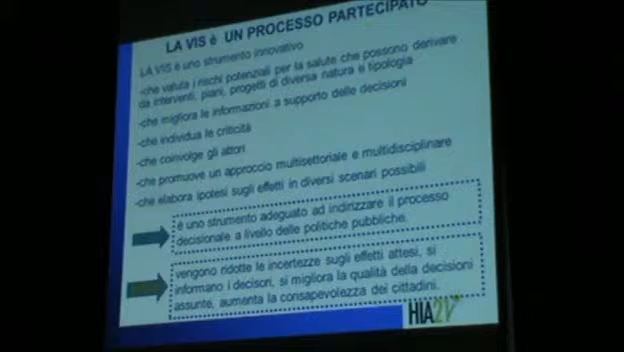 LA VIS è UN PROCESSO PARTECIPATO
LA VIS è uno strumento innovativo
-che valuta i rischi potenziali per la salute che possono derivare
da interventi, piani, progetti di diversa natura e tipologia
-che migliora le informazioni a supporto delle decisioni
-che individua le criticità
-che coinvolge gli attori
-che promuove un approccio multisettoriale e multidisciplinare
-che elabora ipotesi sugli effetti in diversi scenari possibili
è uno strumento adeguato ad indirizzare il processo
decisionale a livello delle politiche pubbliche.
vengono ridotte le incertezze sugli effetti attesi, si
informano i decisori, si migliora la qualità della decisioni
assunte, aumenta la consapevolezza dei cittadini.
HIA21